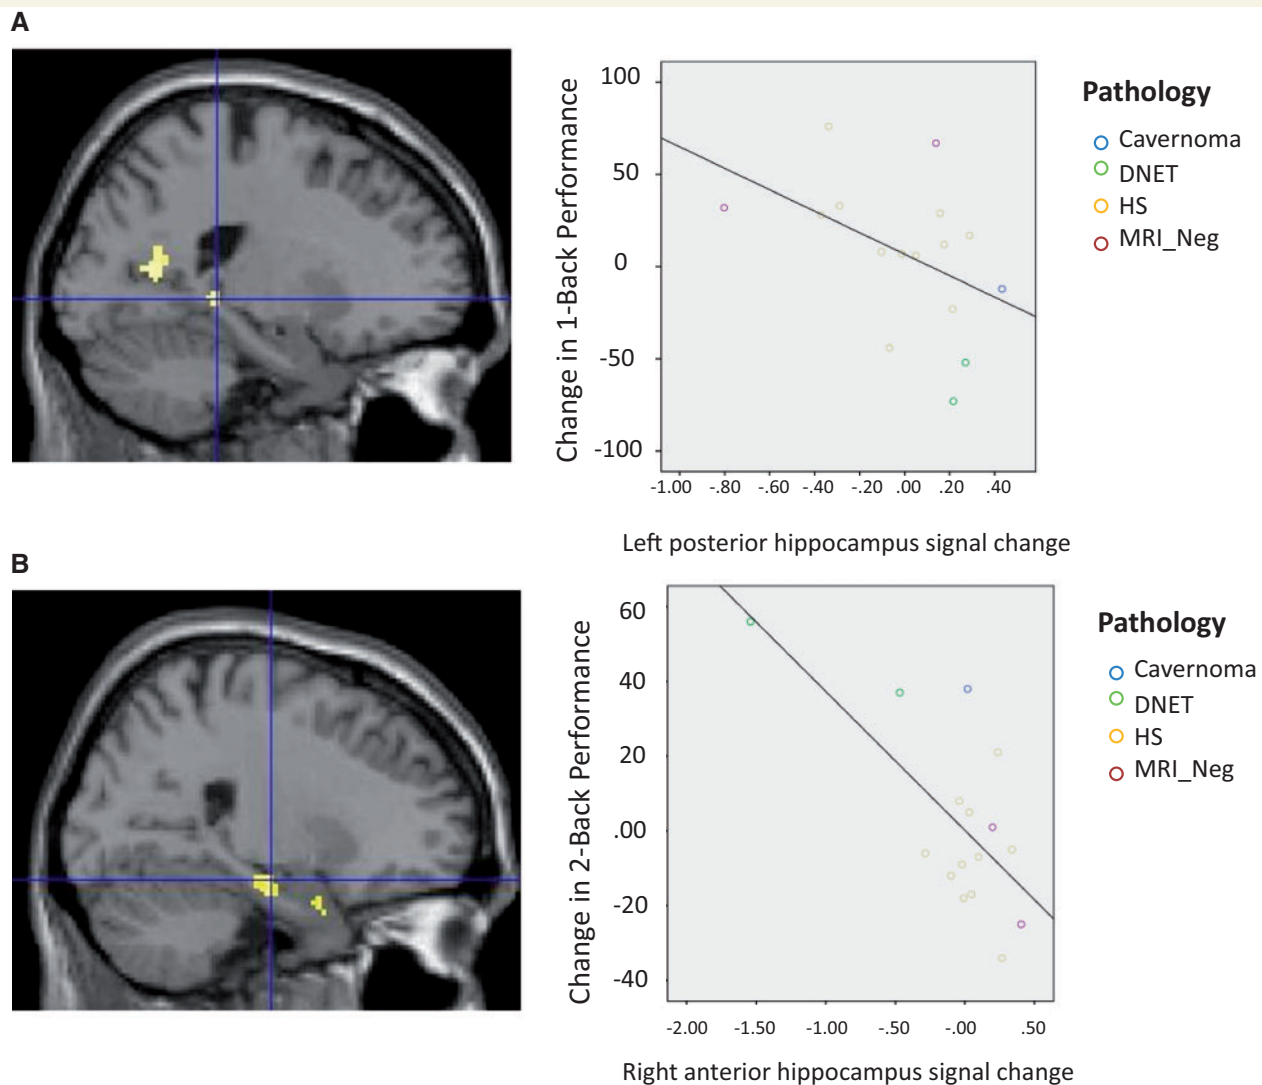 A
Change in 1-Back Performance
100
50
0
-50
-100
-1.00 -.80 -.60 -.40 -.20 .00 .20 .40
Left posterior hippocampus signal change
Pathology
Cavernoma
DNET
HS
MRI_Neg
B
Change in 2-Back Performance
60
40
20
.00
-20
-40
-2.00 -1.50 -1.00 -.50 -.00 .50
Right anterior hippocampus signal change
Pathology
Cavernoma
DNET
HS
MRI_Neg